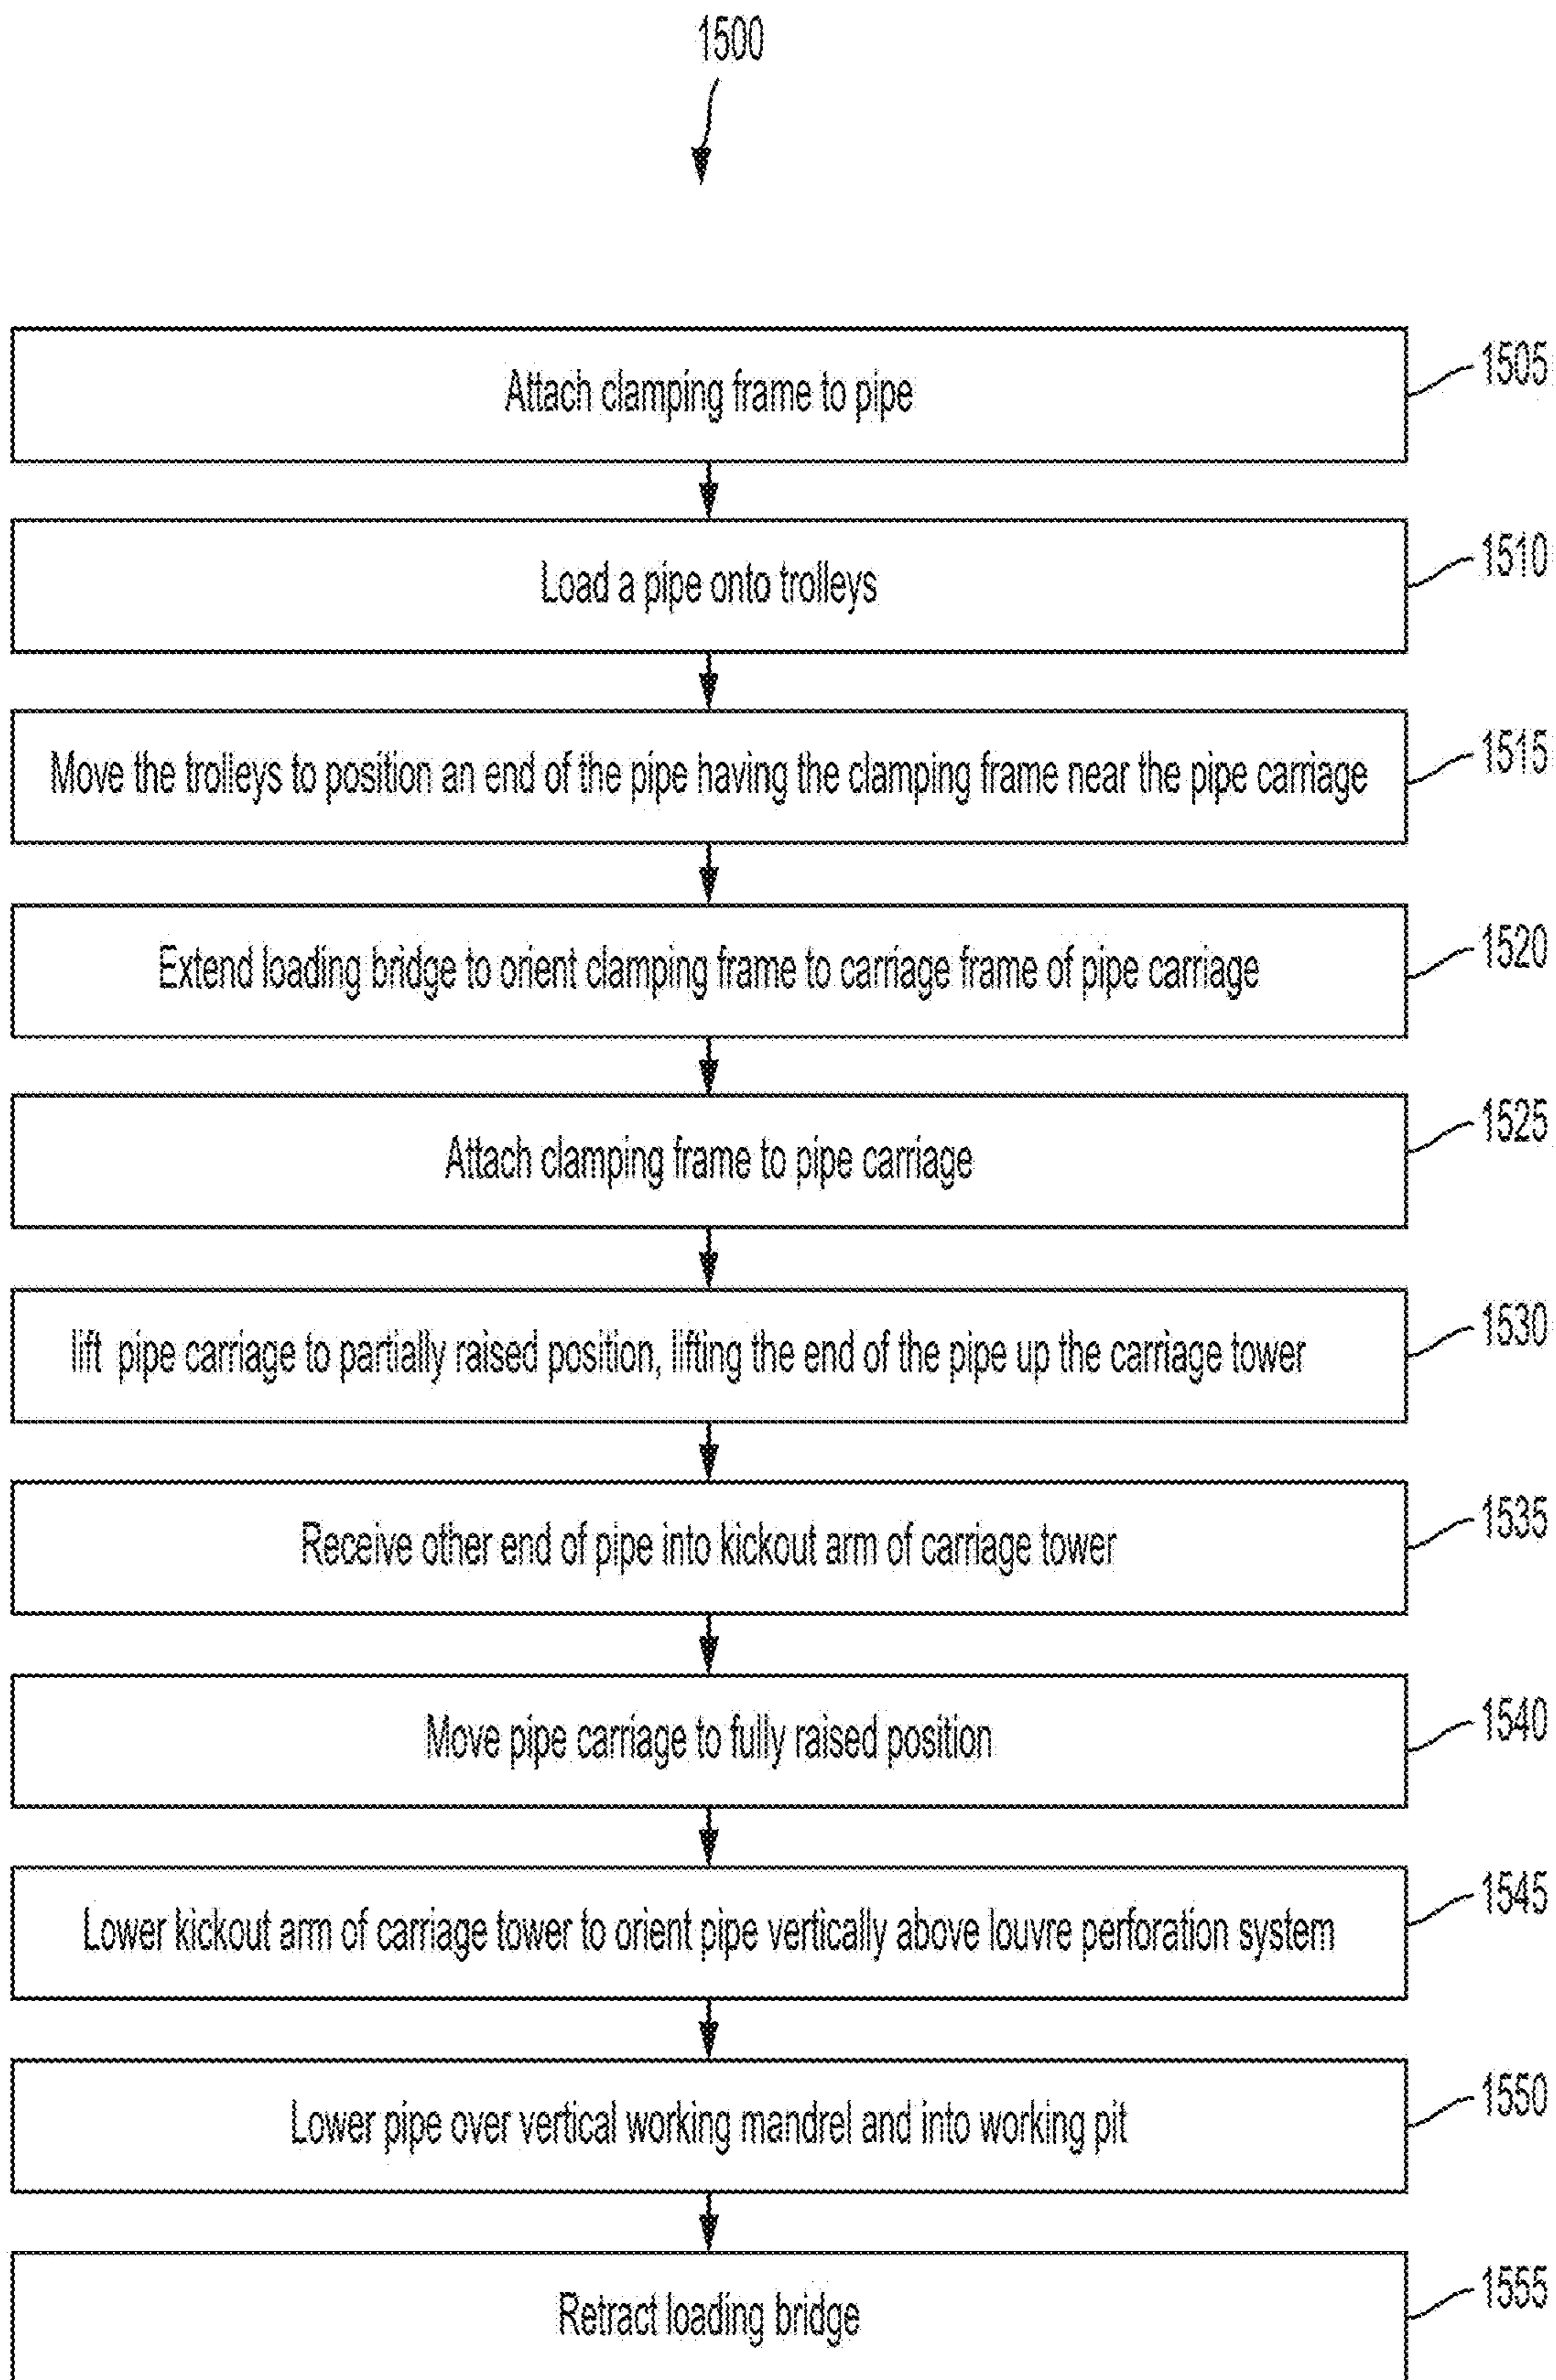 1500
Attach clamping frame to pipe
1505
Load a pipe onto trolleys
1510
Move the trolleys to position an end of the pipe having the clamping frame near the pipe carriage
1515
Extend loading bridge to orient clamping frame to carriage frame of pipe carriage
1520
Attach clamping frame to pipe carriage
1525
lift pipe carriage to partially raised position, lifting the end of the pipe up the carriage tower
1530
Receive other end of pipe into kickout arm of carriage tower
1535
Move pipe carriage to fully raised position
1540
Lower kickout arm of carriage tower to orient pipe vertically above louvre perforation system
1545
Lower pipe over vertical working mandrel and into working pit
1550
Retract loading bridge
1555